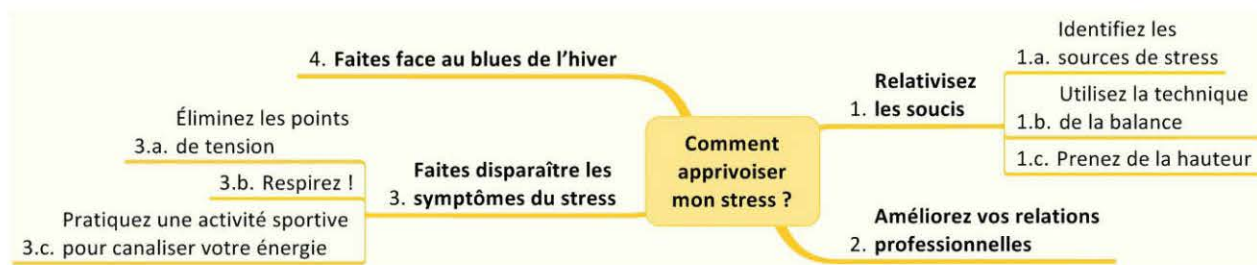 Comment
apprivoiser
mon stress ?
1. Relativisez
les soucis
1.a. Identifiez les
sources de stress
1.b. Utilisez la technique
de la balance
1.c. Prenez de la hauteur
2. Améliorez vos relations
professionnelles
3. Faites disparaître les
symptômes du stress
3.a. Éliminez les points
de tension
3.b. Respirez !
3.c. Pratiquez une activité sportive
pour canaliser votre énergie
4. Faites face au blues de l’hiver